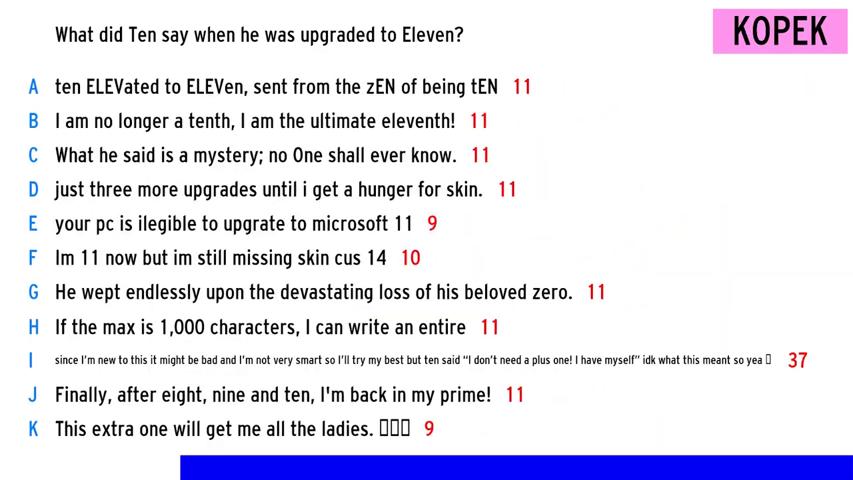 What did Ten say when he was upgraded to Eleven?
KOPEK
A ten ELEVated to ELEVen, sent from the zEN of being tEN 11
B I am no longer a tenth, I am the ultimate eleventh! 11
C What he said is a mystery; no One shall ever know. 11
D just three more upgrades until i get a hunger for skin. 11
E your pc is ilegible to upgrate to microsoft 11 9
F Im 11 now but im still missing skin cus 14 10
G He wept endlessly upon the devastating loss of his beloved zero. 11
H If the max is 1,000 characters, I can write an entire 11
I since I'm new to this it might be bad and I'm not very smart so I'll try my best but ten said “I don't need a plus one! I have myself” idk what this meant so yea ▯ 37
J Finally, after eight, nine and ten, I'm back in my prime! 11
K This extra one will get me all the ladies. ▯▯▯ 9